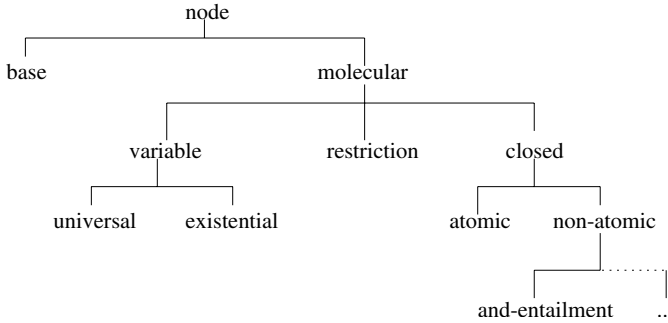 node
base molecular
variable restriction closed
universal existential atomic non-atomic
and-entailment ..